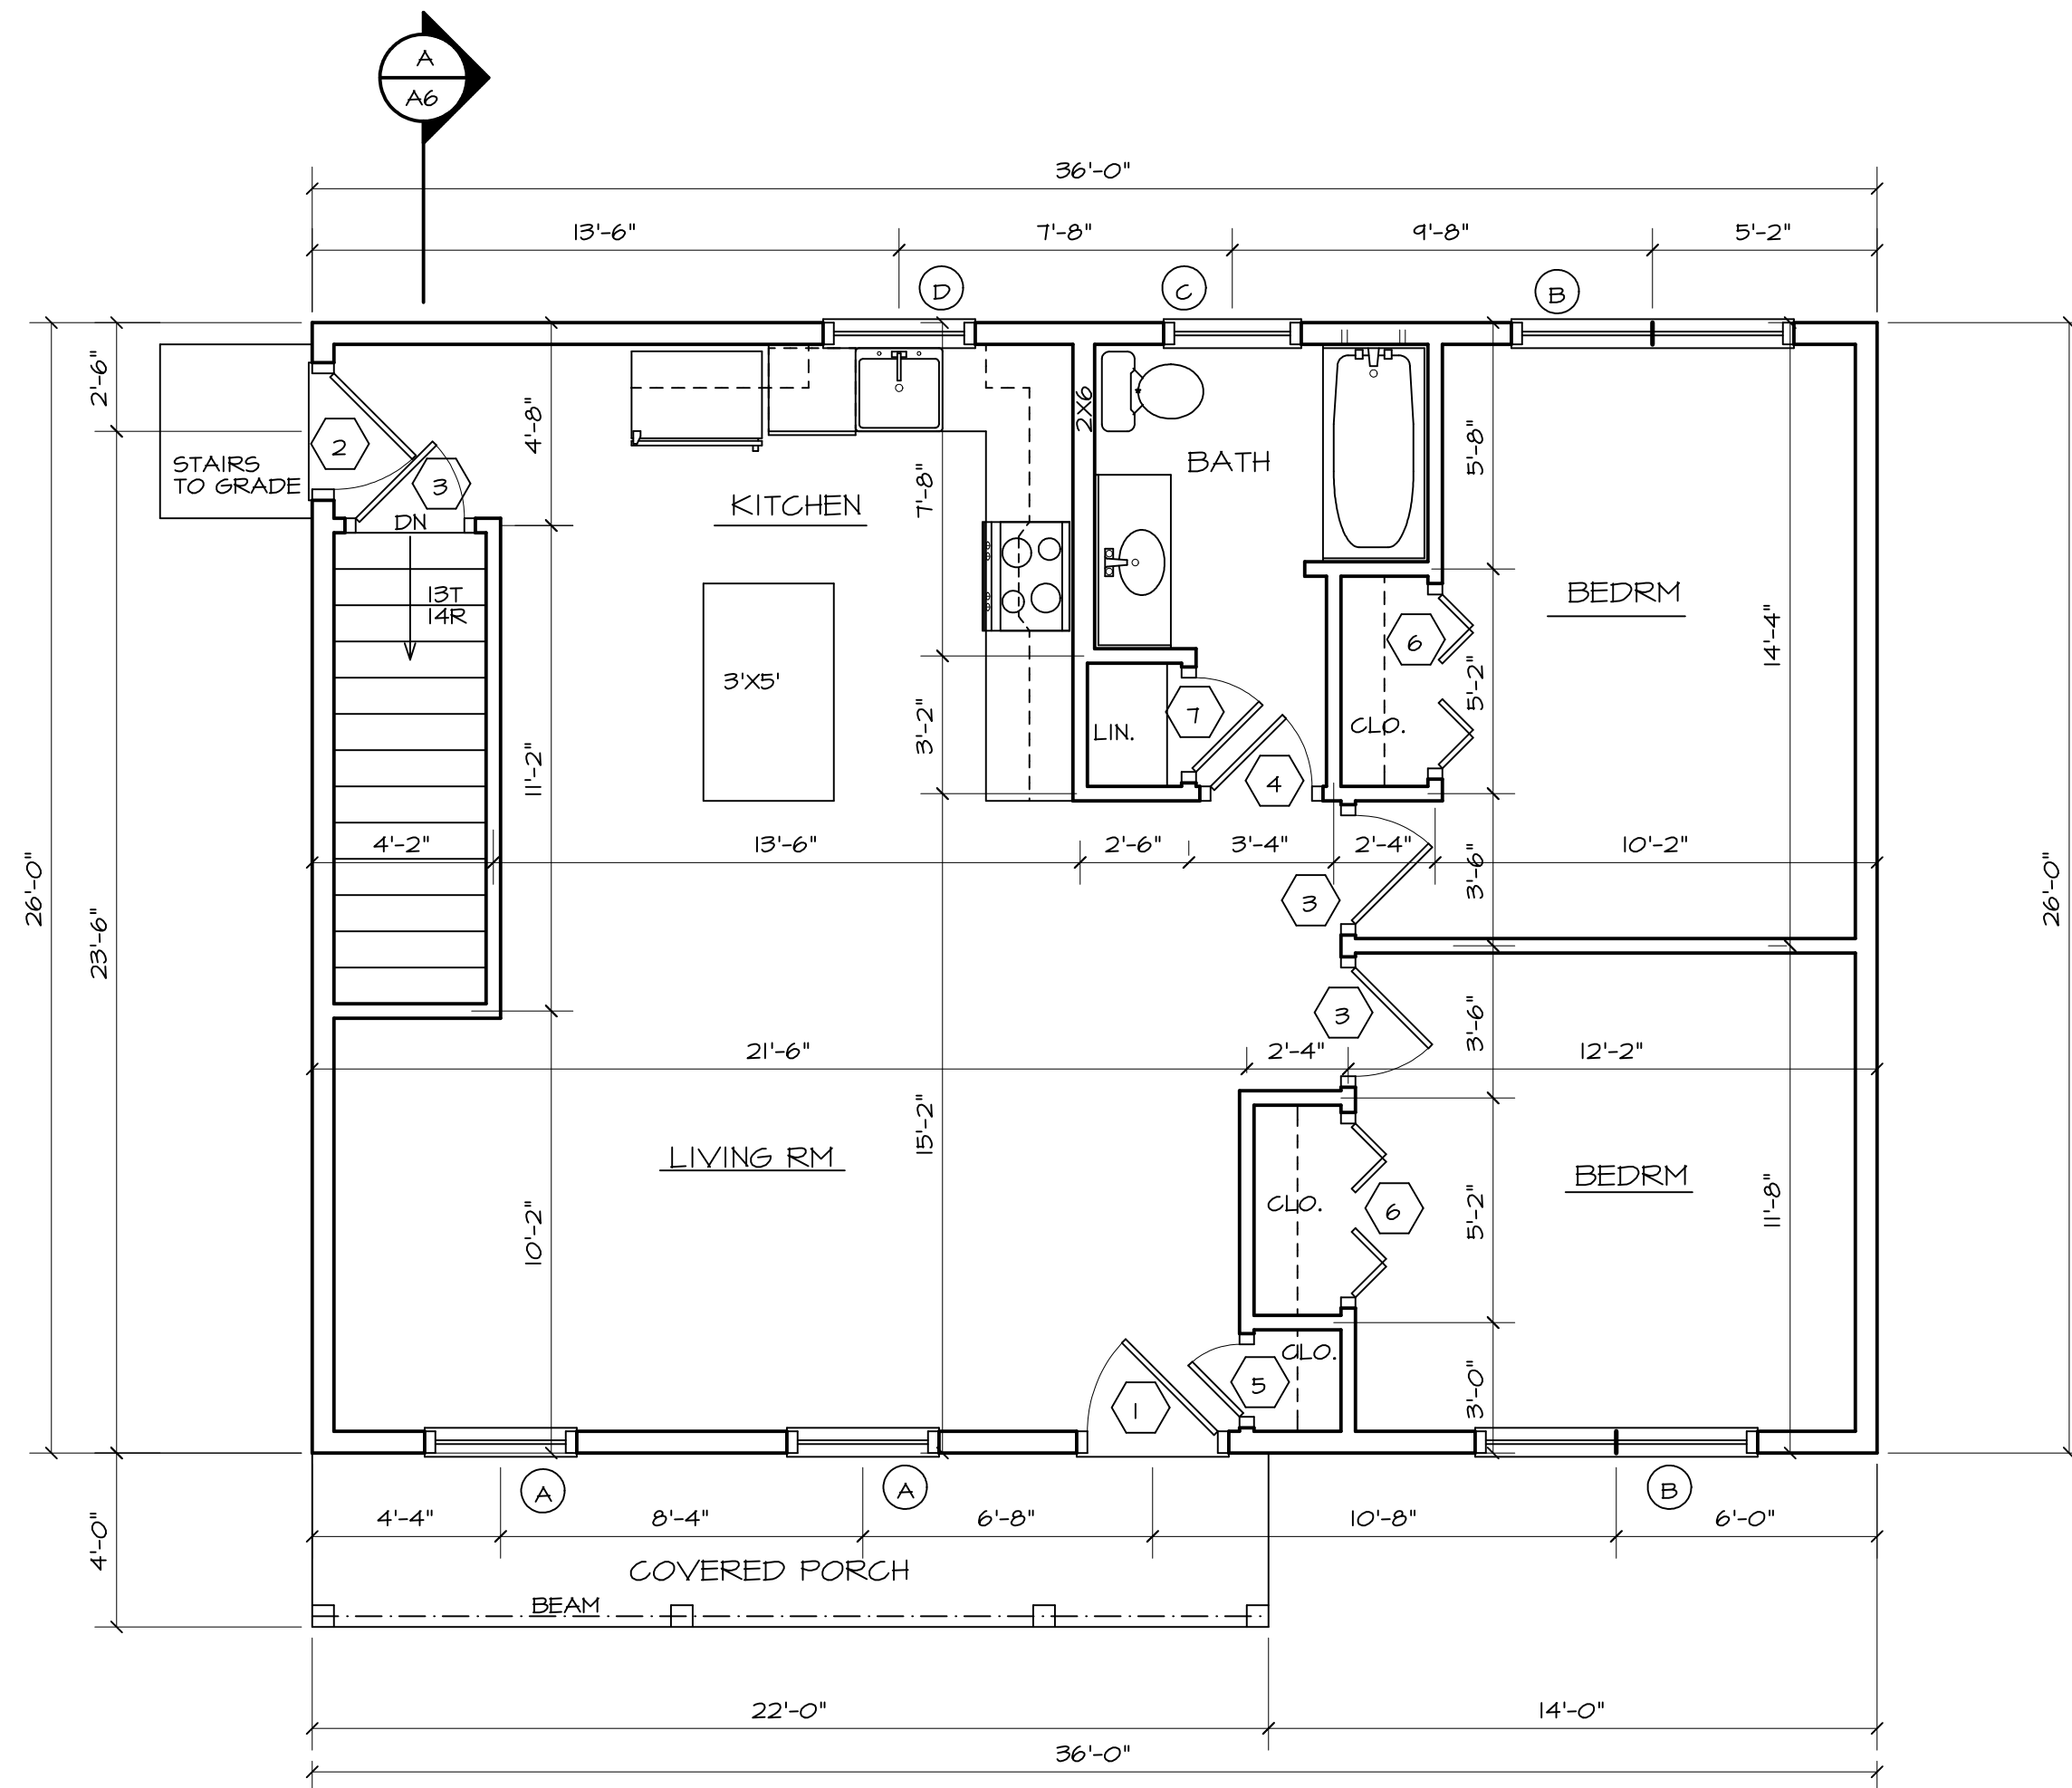 A
A6
36'-0"
13'-6"
7'-8"
9'-8"
5'-2"
D
C
B
2'-6"
4'-8"
2X6
5'-8"
2
3
STAIRS
TO GRADE
DN
BATH
KITCHEN
7'-8"
13T
14R
BEDRM
14'-4"
6
5'-2"
3'X5'
LIN.
7
CLO.
3'-2"
11'-2"
4
4'-2"
13'-6"
2'-6"
3'-4"
2'-4"
10'-2"
3'-6"
26'-0"
23'-6"
26'-0"
3
3
3'-6"
21'-6"
2'-4"
12'-2"
15'-2"
LIVING RM
BEDRM
10'-2"
CLO.
6
5'-2"
11'-8"
CLO.
5
1
3'-0"
A
A
B
4'-4"
8'-4"
6'-8"
10'-8"
6'-0"
4'-0"
COVERED PORCH
BEAM
22'-0"
14'-0"
36'-0"